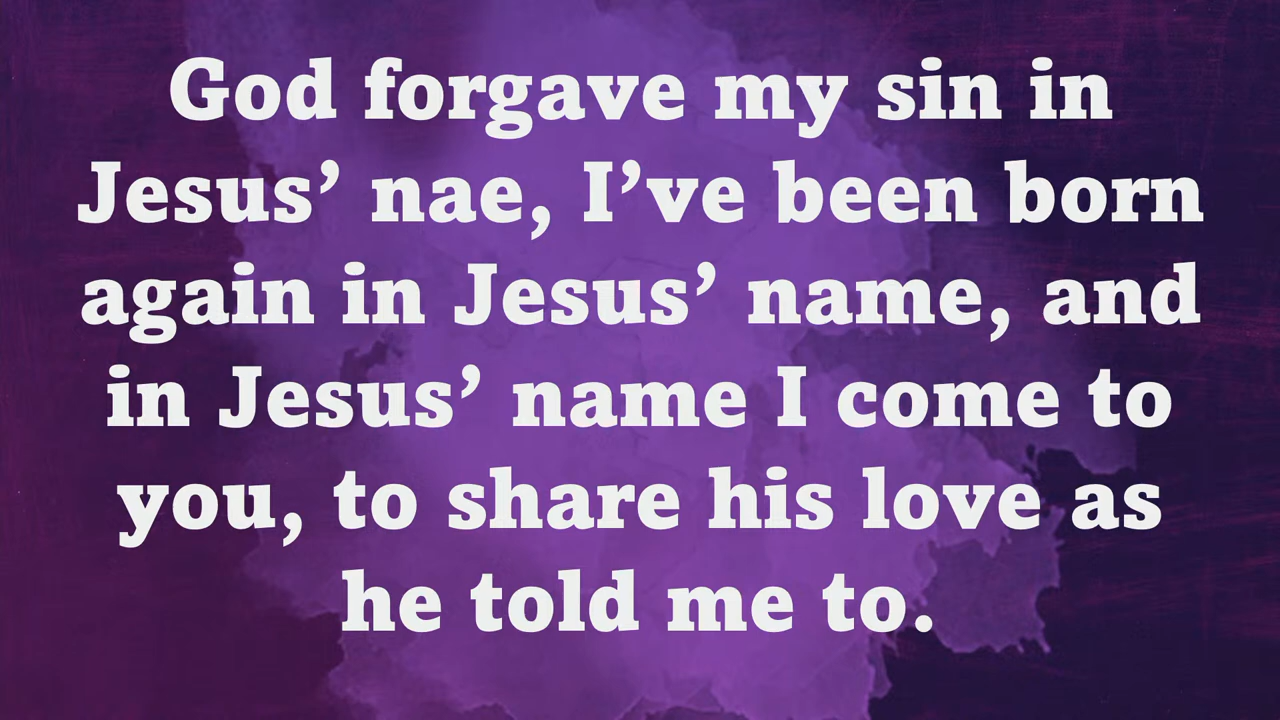 God forgave my sin in
Jesus’ nae, I’ve been born
again in Jesus’ name, and
in Jesus’ name I come to
you, to share his love as
he told me to.